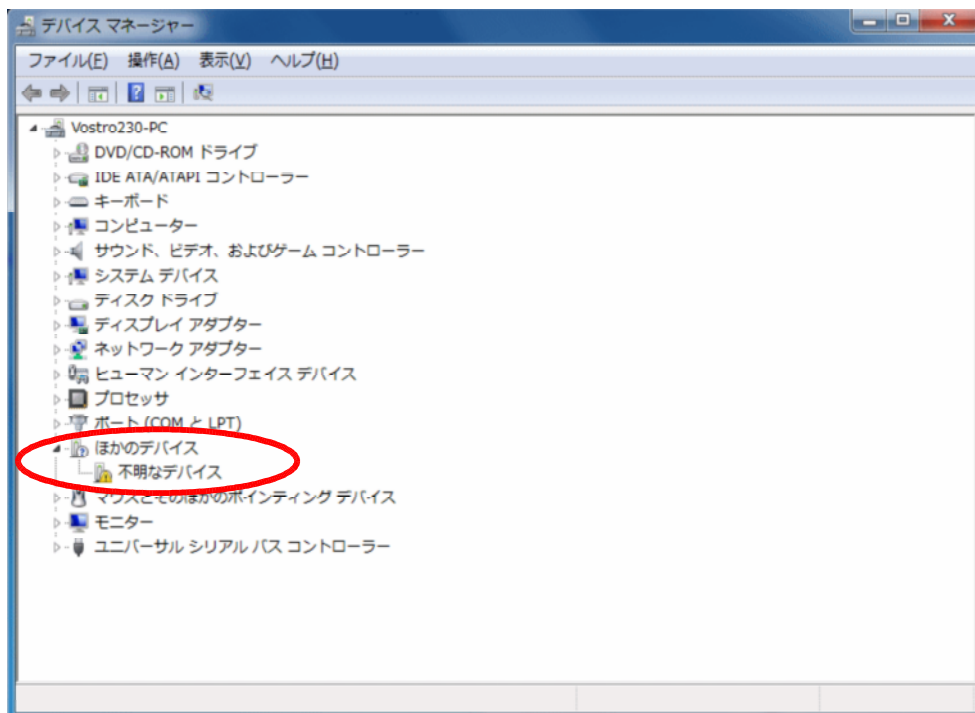 デバイス マネージャー
ファイル(F) 操作(A) 表示(V) ヘルプ(H)
Vostro230-PC
DVD/CD-ROM ドライブ
IDE ATA/ATAPI コントローラー
キーボード
コンピューター
サウンド、ビデオ、およびゲーム コントローラー
システム デバイス
ディスク ドライブ
ディスプレイ アダプター
ネットワーク アダプター
ヒューマン インターフェイス デバイス
プロセッサ
ポート (COM と LPT)
ほかのデバイス
不明なデバイス
マウスとそのほかのポインティング デバイス
モニター
ユニバーサル シリアル バス コントローラー